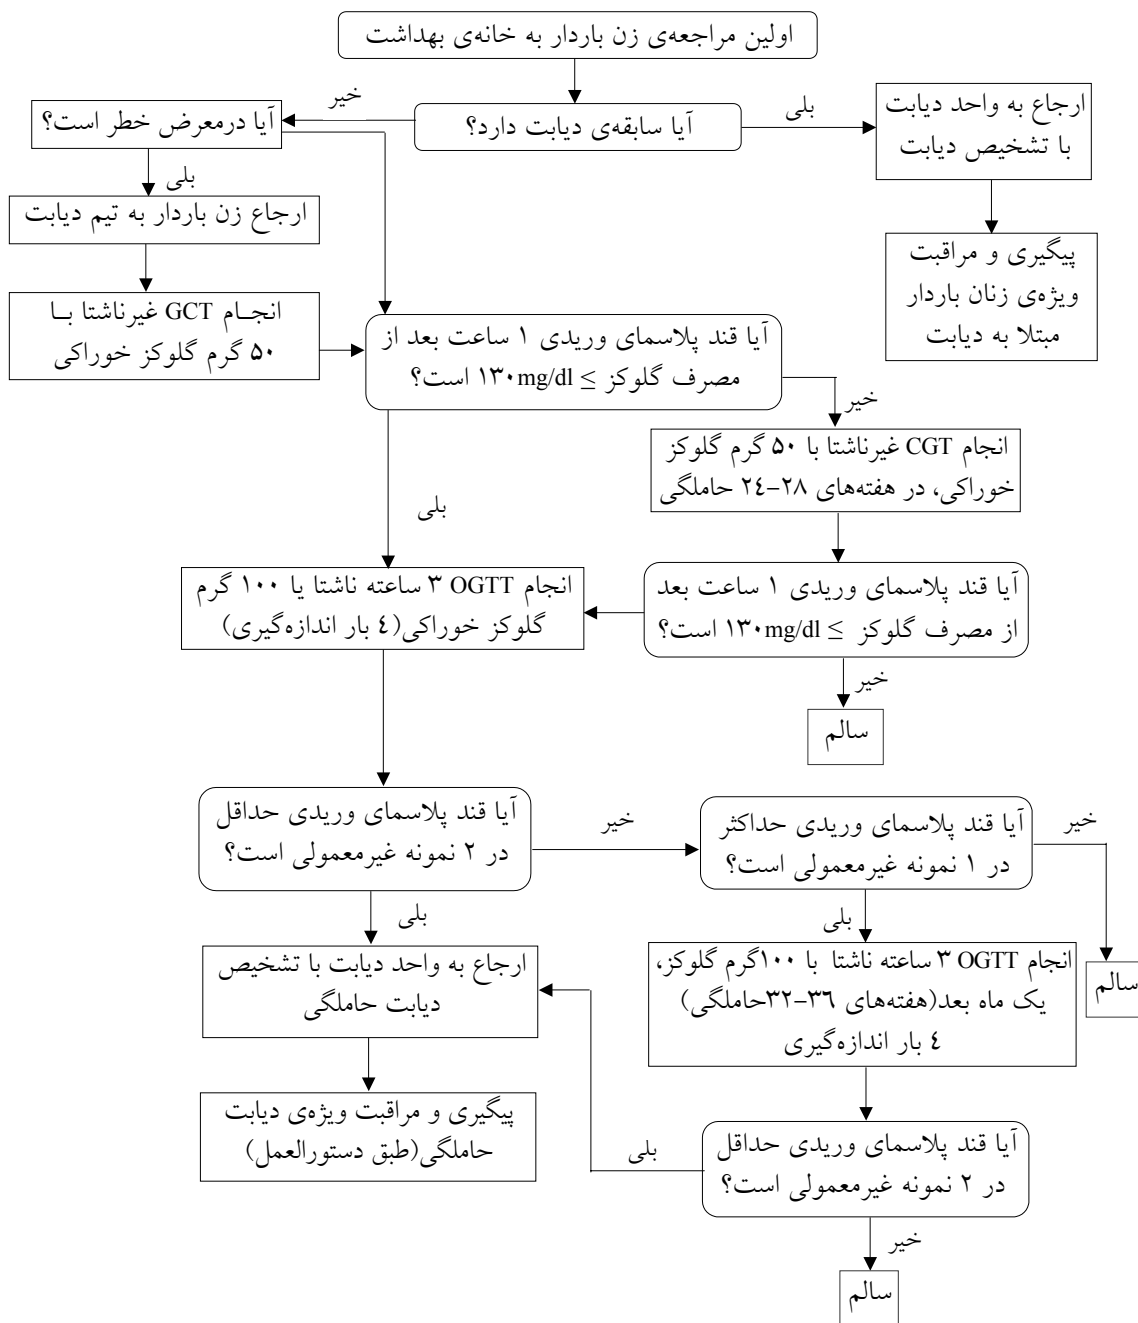 اولین مراجعه‌ی زن باردار به خانه‌ی بهداشت
آیا سابقه‌ی دیابت دارد؟
بلی
ارجاع به واحد دیابت
با تشخیص دیابت
پیگیری و مراقبت
ویژه‌ی زنان باردار
مبتلا به دیابت
خیر
آیا درمعرض خطر است؟
بلی
ارجاع زن باردار به تیم دیابت
انجـام GCT غیرناشتا بـا
۵۰ گرم گلوکز خوراکی
آیا قند پلاسمای وریدی ۱ ساعت بعد از
مصرف گلوکز ≥ ۱۳۰mg/dl است؟
خیر
انجام CGT غیرناشتا با ۵۰ گرم گلوکز
خوراکی، در هفته‌های ۲۸-۲٤ حاملگی
بلی
آیا قند پلاسمای وریدی ۱ ساعت بعد
از مصرف گلوکز ≥ ۱۳۰mg/dl است؟
انجام OGTT ۳ ساعته ناشتا یا ۱۰۰ گرم
گلوکز خوراکی(٤ بار اندازه‌گیری)
خیر
سالم
آیا قند پلاسمای وریدی حداقل
در ۲ نمونه غیرمعمولی است؟
خیر
آیا قند پلاسمای وریدی حداکثر
در ۱ نمونه غیرمعمولی است؟
خیر
سالم
بلی
ارجاع به واحد دیابت با تشخیص
دیابت حاملگی
پیگیری و مراقبت ویژه‌ی دیابت
حاملگی(طبق دستورالعمل)
بلی
انجام OGTT ۳ ساعته ناشتا با ۱۰۰گرم گلوکز،
یک ماه بعد(هفته‌های ۳٦-۳۲حاملگی)
٤ بار اندازه‌گیری
آیا قند پلاسمای وریدی حداقل
در ۲ نمونه غیرمعمولی است؟
بلی
خیر
سالم